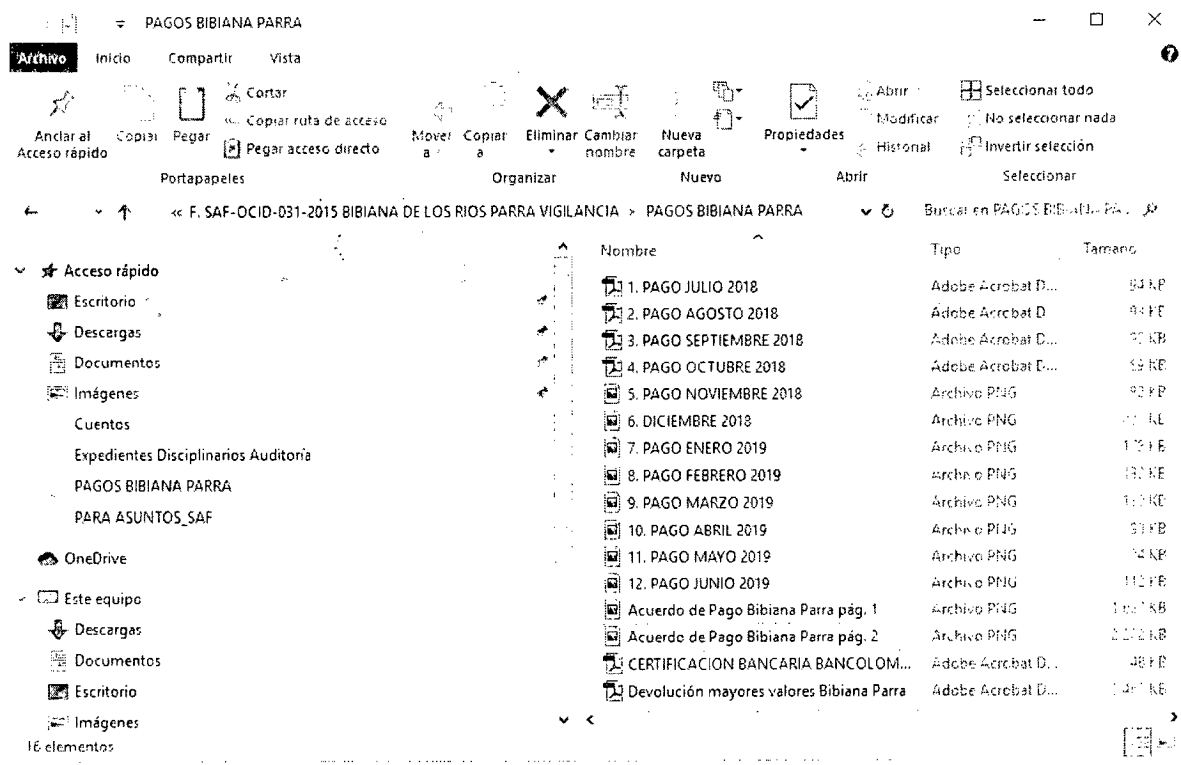 PAGOS BIBIANA PARRA
Archivo Inicio Compartir Vista
Anclar al Acceso rápido
Copiar
Pegar
Cortar
Copiar ruta de acceso
Pegar acceso directo
Mover a
Copiar a
Eliminar
Cambiar nombre
Nueva carpeta
Propiedades
Abrir
Modificar
Historial
Seleccionar todo
No seleccionar nada
Invertir selección
Portapapeles Organizar Nuevo Abrir Seleccionar
« F. SAF-OCID-031-2015 BIBIANA DE LOS RIOS PARRA VIGILANCIA > PAGOS BIBIANA PARRA
Buscar en PAGOS BIBIANA PA...
Acceso rápido
Escritorio
Descargas
Documentos
Imágenes
Cuentos
Expedientes Disciplinarios Auditoría
PAGOS BIBIANA PARRA
PARA ASUNTOS_SAF
OneDrive
Este equipo
Descargas
Documentos
Escritorio
Imágenes
16 elementos
Nombre Tipo Tamano
1. PAGO JULIO 2018 Adobe Acrobat D...
2. PAGO AGOSTO 2018 Adobe Acrobat D
3. PAGO SEPTIEMBRE 2018 Adobe Acrobat D...
4. PAGO OCTUBRE 2018 Adobe Acrobat D...
5. PAGO NOVIEMBRE 2018 Archivo PNG
6. DICIEMBRE 2018 Archivo PNG
7. PAGO ENERO 2019 Archivo PNG
8. PAGO FEBRERO 2019 Archivo PNG
9. PAGO MARZO 2019 Archivo PNG
10. PAGO ABRIL 2019 Archivo PNG
11. PAGO MAYO 2019 Archivo PNG
12. PAGO JUNIO 2019 Archivo PNG
Acuerdo de Pago Bibiana Parra pág. 1 Archivo PNG
Acuerdo de Pago Bibiana Parra pág. 2 Archivo PNG
CERTIFICACION BANCARIA BANCOLOM... Adobe Acrobat D...
Devolución mayores valores Bibiana Parra Adobe Acrobat D...